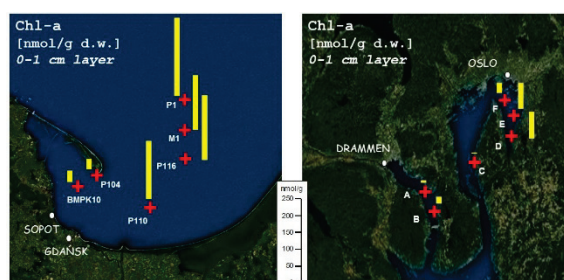 Chl-a
[nmol/g d.w.]
0-1 cm layer
P1
M1
P116
P104
BMPK10
P110
SOPOT
GDAŃSK
nmol/g
250
200
150
100
50
0
Chl-a
[nmol/g d.w.]
0-1 cm layer
OSLO
F
E
D
DRAMMEN
C
A
B